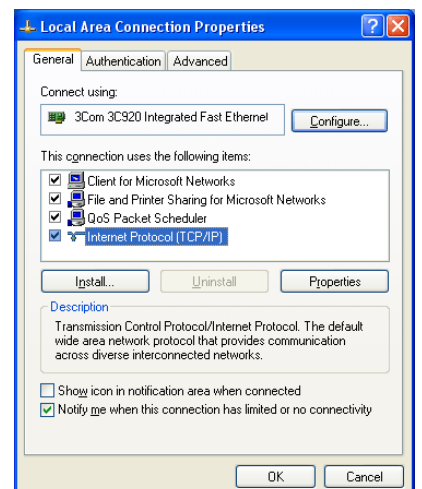 Local Area Connection Properties
General Authentication Advanced
Connect using:
3Com 3C920 Integrated Fast Ethernet Configure...
This connection uses the following items:
Client for Microsoft Networks
File and Printer Sharing for Microsoft Networks
QoS Packet Scheduler
Internet Protocol (TCP/IP)
Install... Uninstall Properties
Description
Transmission Control Protocol/Internet Protocol. The default
wide area network protocol that provides communication
across diverse interconnected networks.
Show icon in notification area when connected
Notify me when this connection has limited or no connectivity
OK Cancel